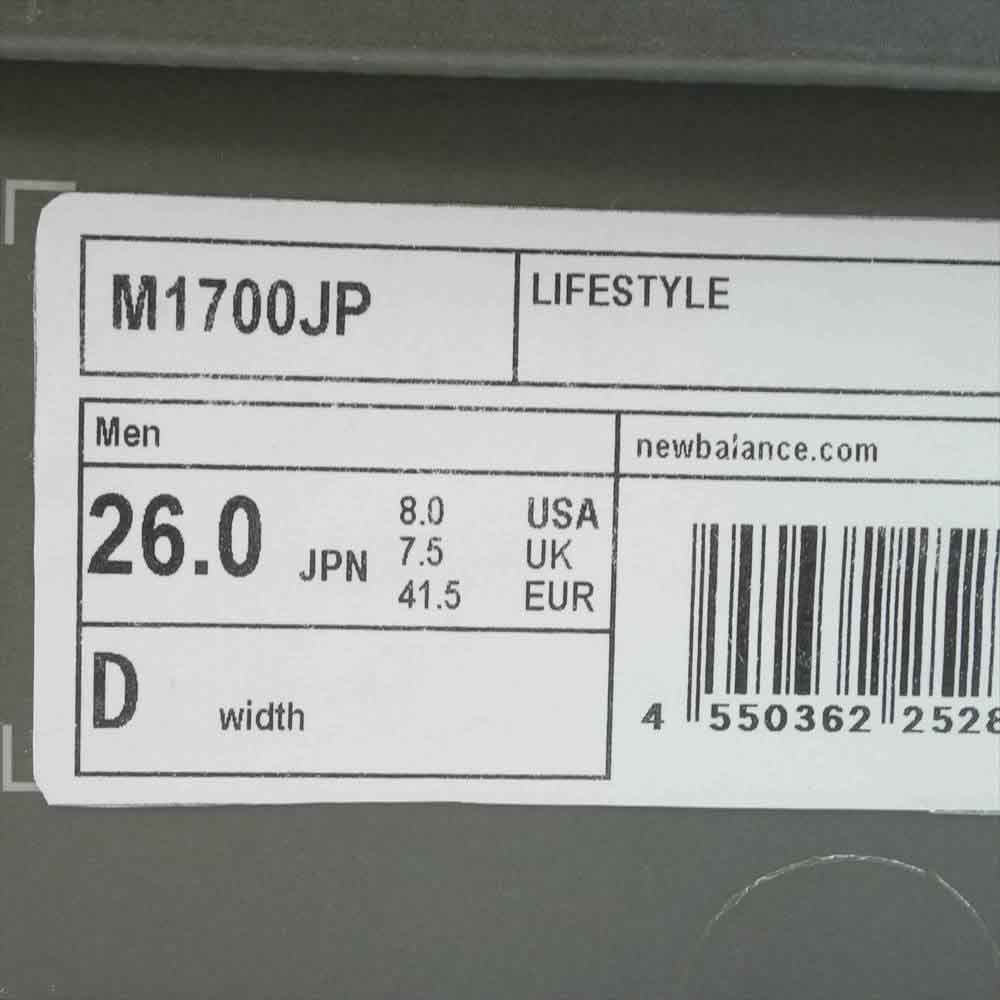 M1700JP
LIFESTYLE
Men
newbalance.com
26.0 JPN
8.0 USA
7.5 UK
41.5 EUR
D width
4 550362 2528